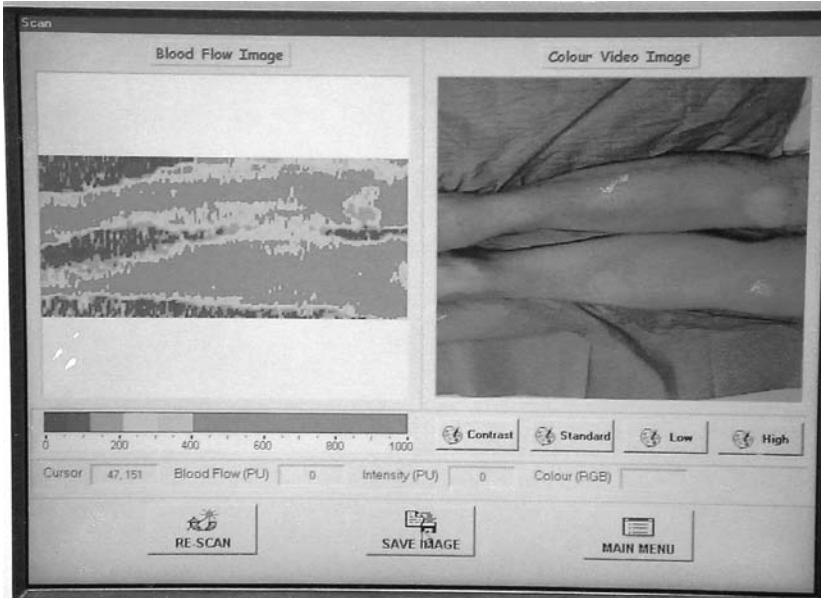 Scan
Blood Flow Image
Colour Video Image
0 200 400 600 800 1000
Contrast
Standard
Low
High
Cursor 47,151 Blood Flow (PU) 0 Intensity (PU) 0 Colour (RGB)
RE-SCAN
SAVE IMAGE
MAIN MENU